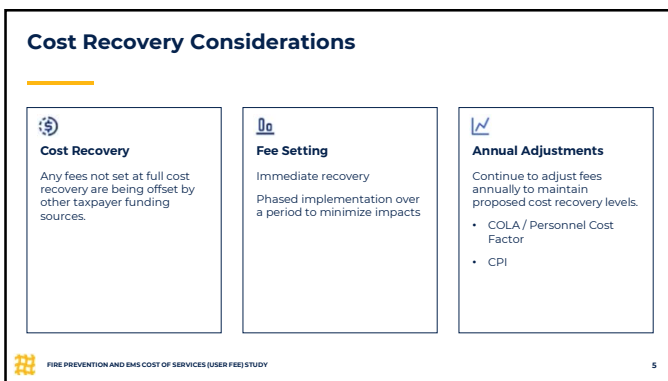 Cost Recovery Considerations
Cost Recovery
Any fees not set at full cost
recovery are being offset by
other taxpayer funding
sources.
Fee Setting
Immediate recovery
Phased implementation over
a period to minimize impacts
Annual Adjustments
Continue to adjust fees
annually to maintain
proposed cost recovery levels.
• COLA / Personnel Cost
Factor
• CPI
FIRE PREVENTION AND EMS COST OF SERVICES (USER FEE) STUDY
5